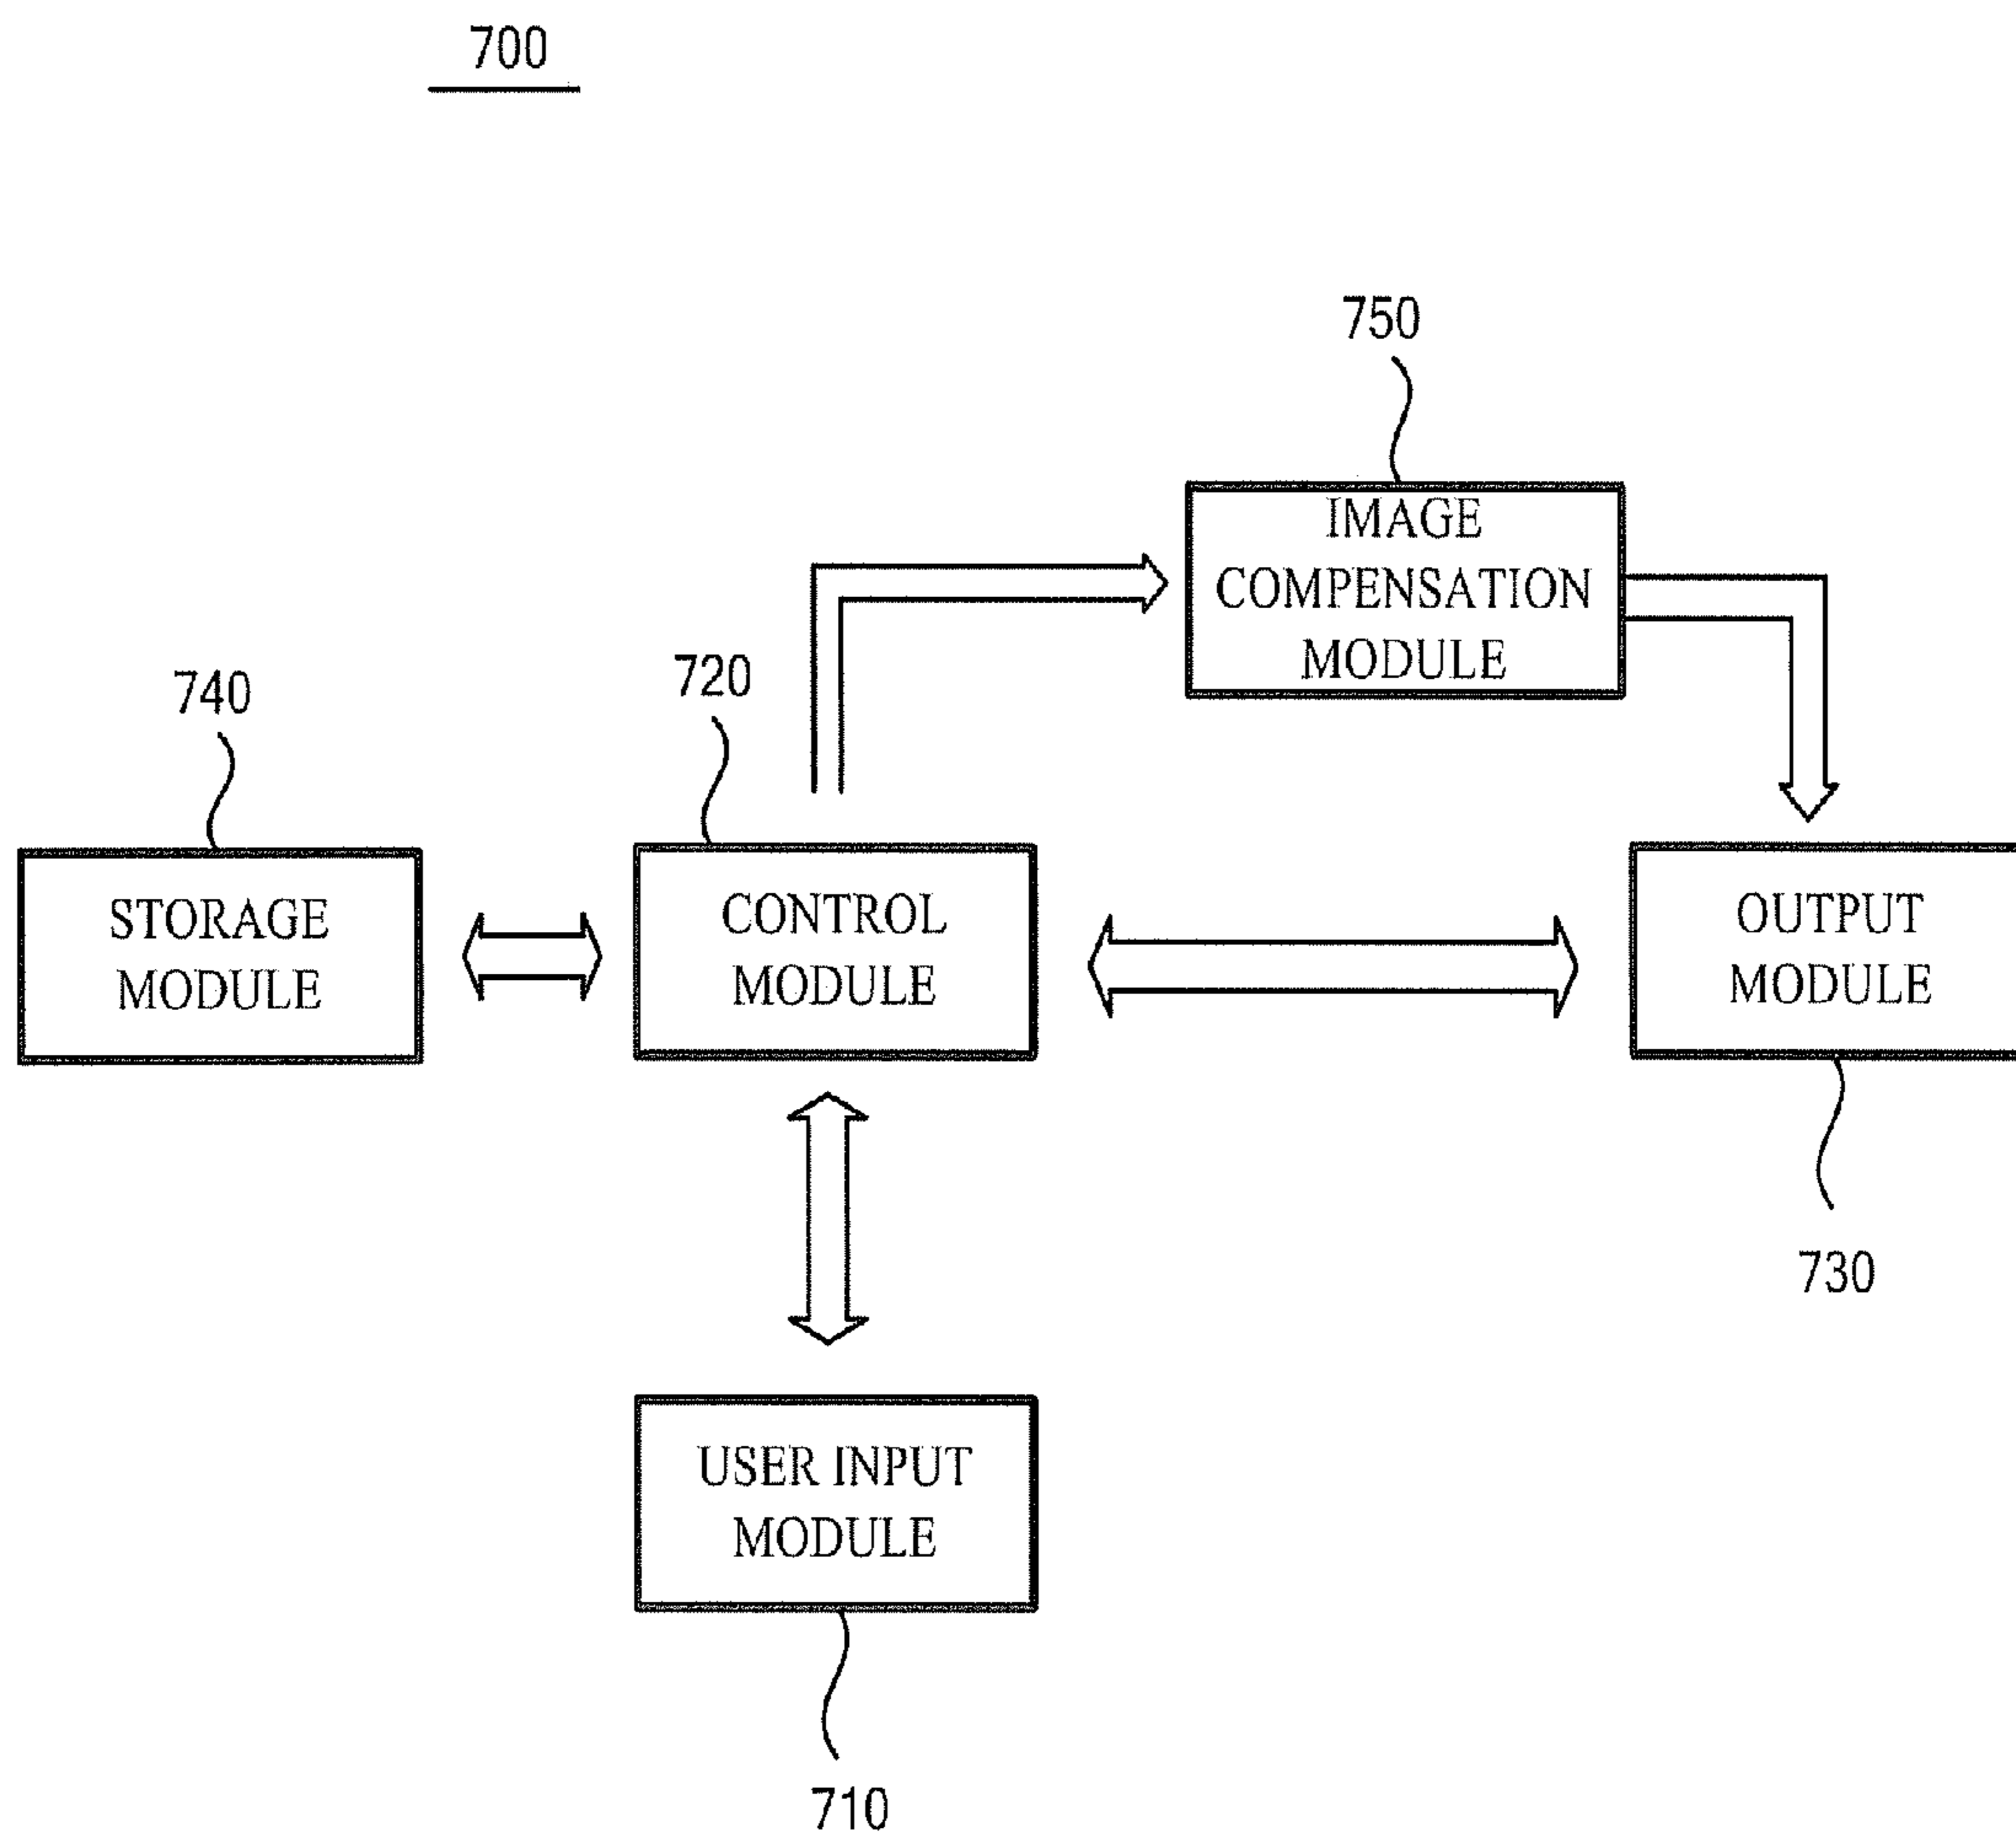 700
750
IMAGE
COMPENSATION
MODULE
720
740
STORAGE
MODULE
CONTROL
MODULE
OUTPUT
MODULE
730
USER INPUT
MODULE
710